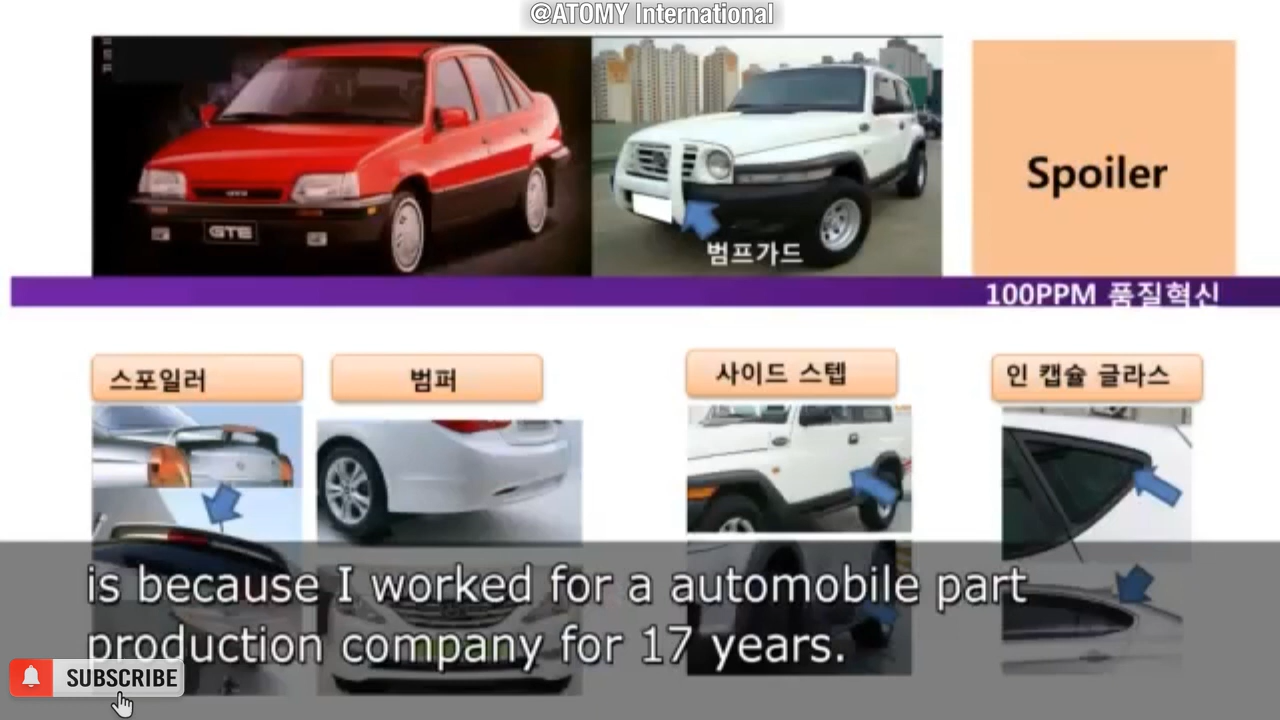 @ATOMY International
GTE
범프가드
Spoiler
100PPM 품질혁신
스포일러
범퍼
사이드 스텝
인 캡슐 글라스
is because I worked for a automobile part
production company for 17 years.
SUBSCRIBE